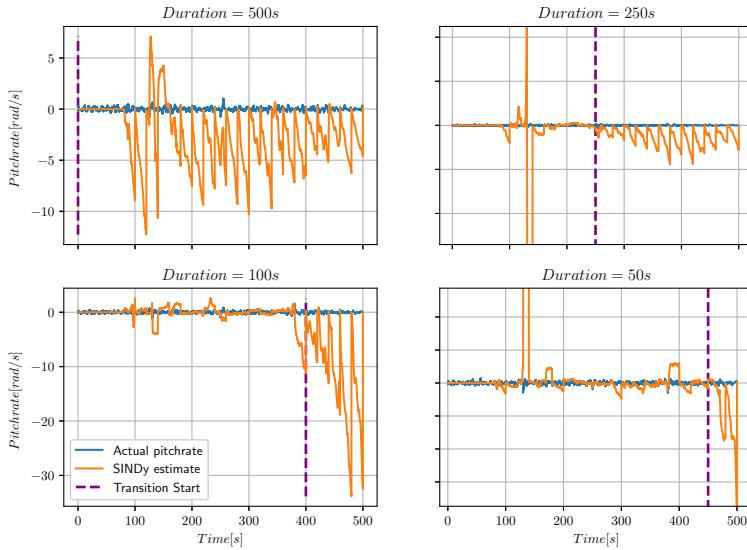 Duration = 500s
Duration = 250s
Pitchrate[rad/s]
5
0
−5
−10
Duration = 100s
Duration = 50s
Pitchrate[rad/s]
0
−10
−20
−30
Actual pitchrate
SINDy estimate
Transition Start
0 100 200 300 400 500
0 100 200 300 400 500
Time[s]
Time[s]